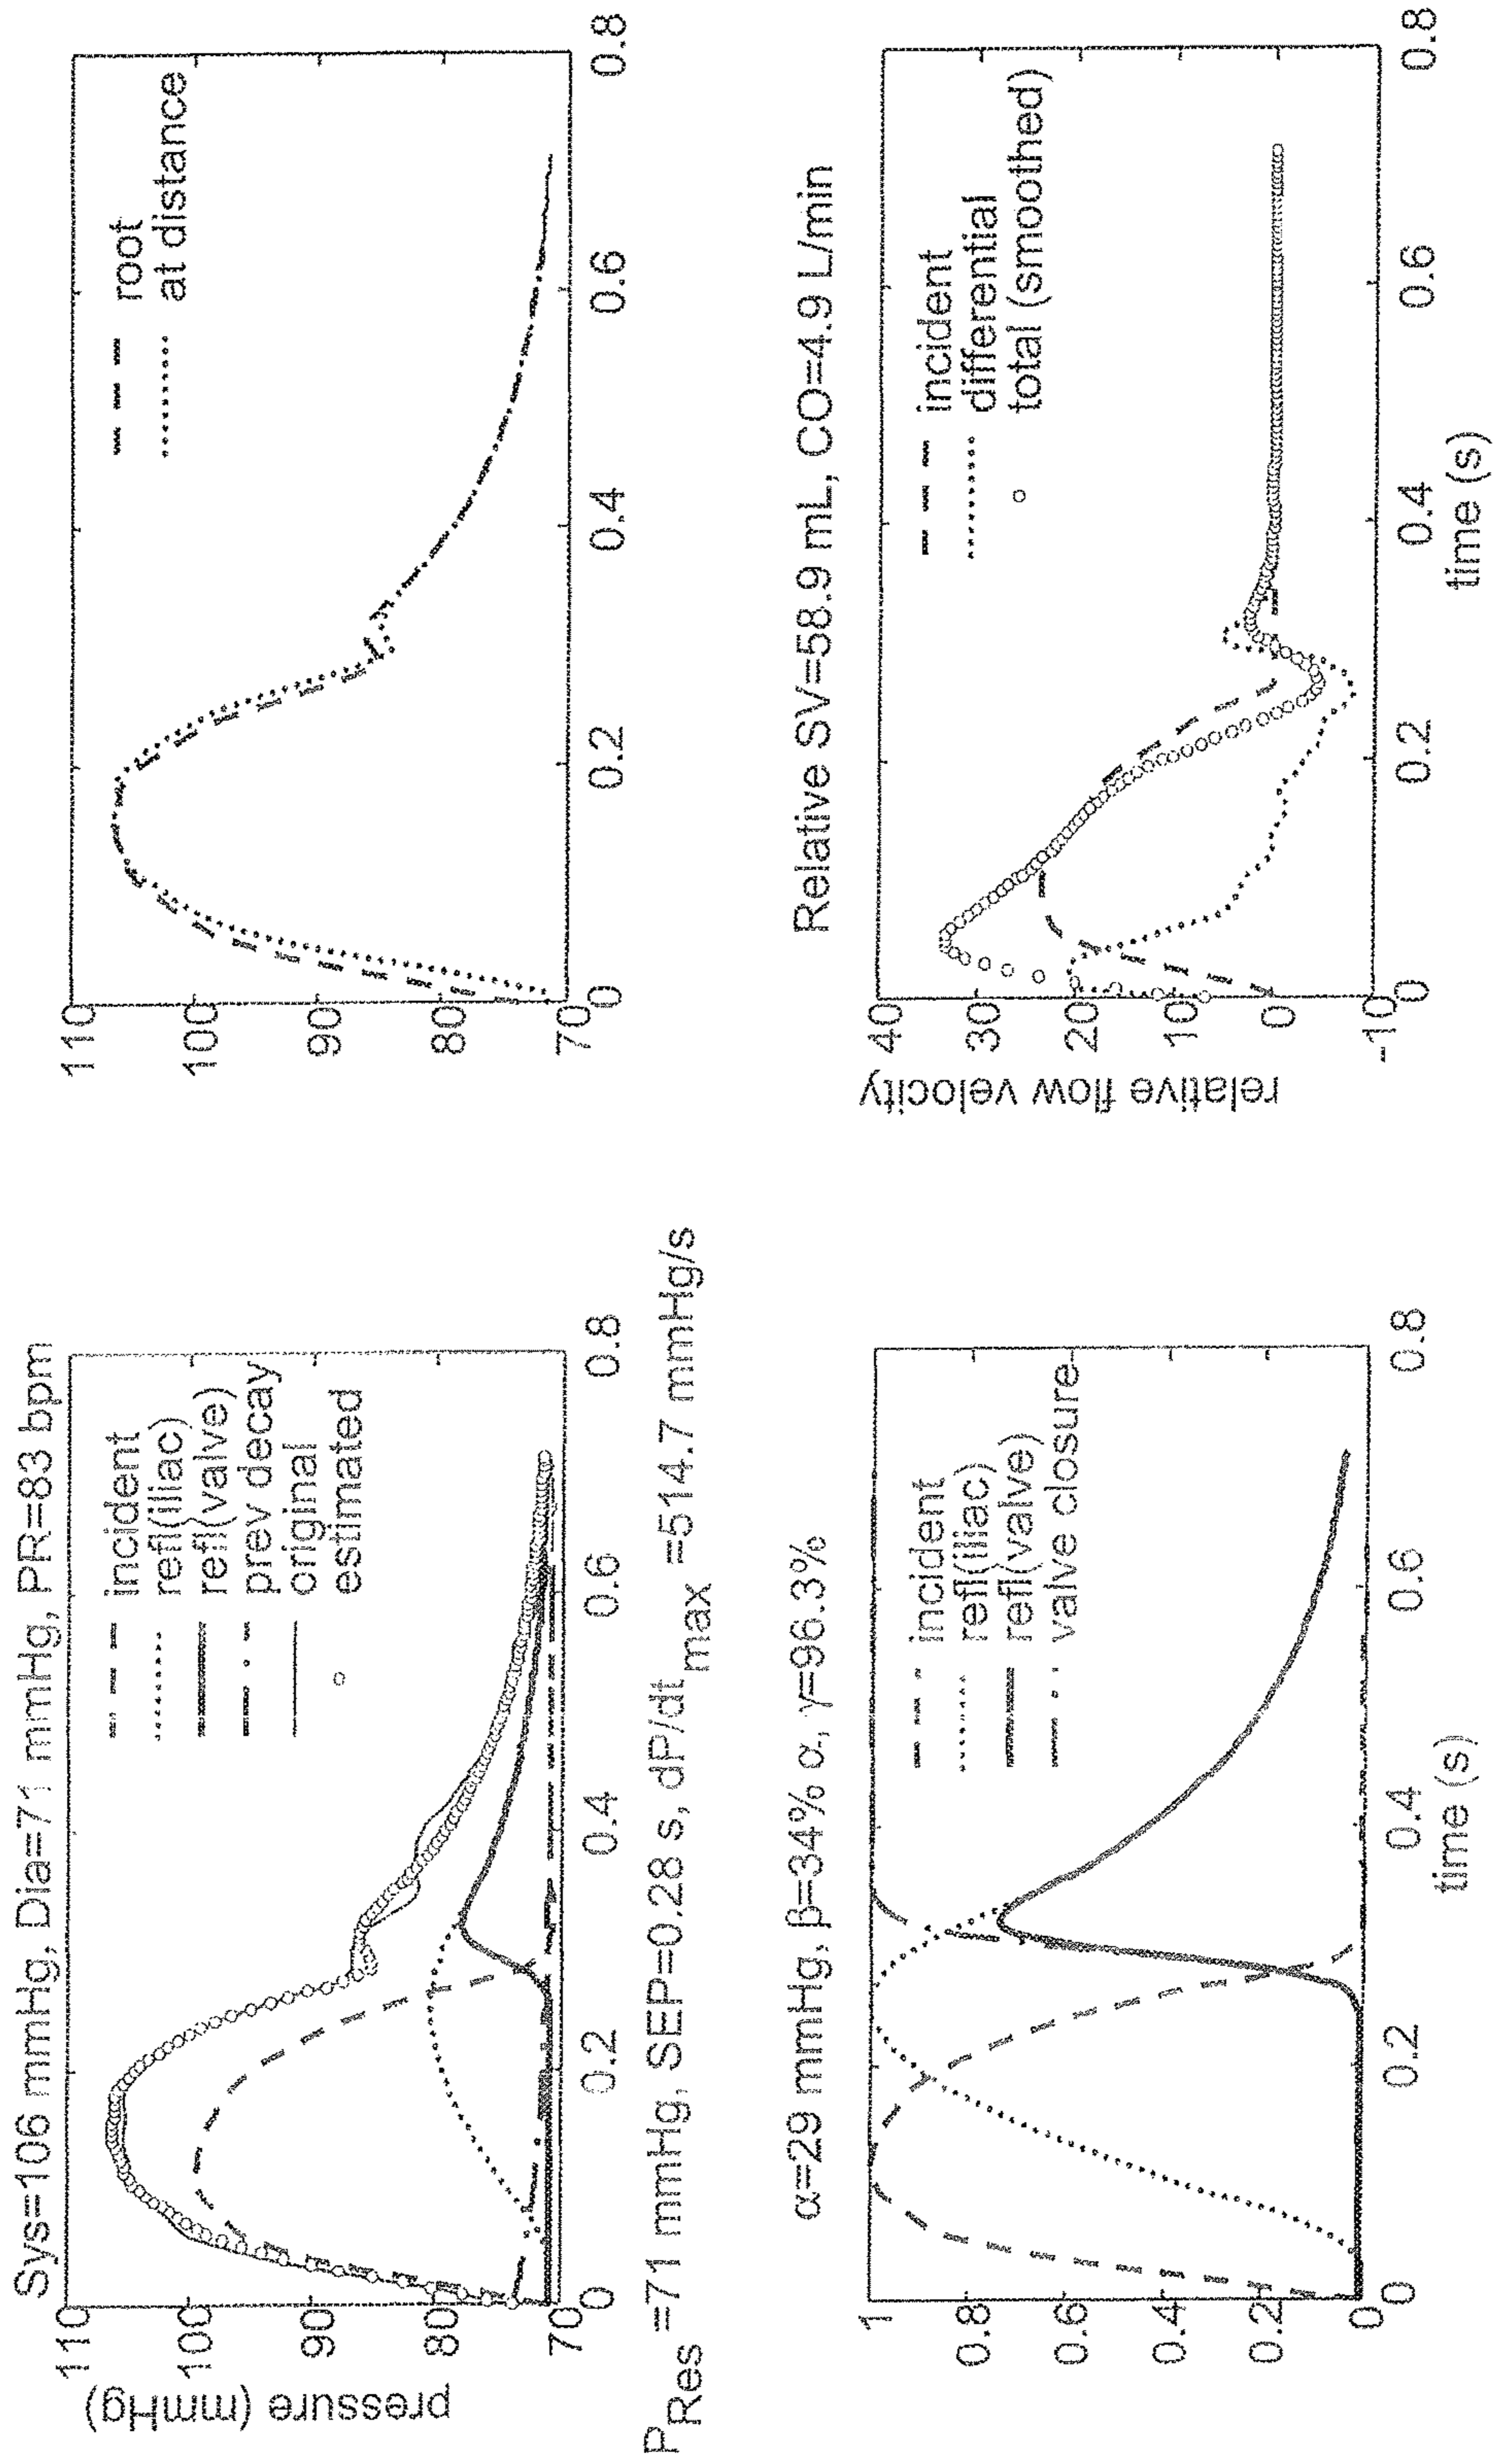 Sys=106 mmHg, Dia=71 mmHg, PR=83 bpm
110
100
90
80
70
pressure (mmHg)
0
0.2
0.4
0.6
0.8
incident
refl(iliac)
refl(valve)
prev decay
original
estimated
110
100
90
80
70
0
0.2
0.4
0.6
0.8
root
at distance
PRes=71 mmHg, SEP=0.28 s, dP/dtmax=514.7 mmHg/s
α=29 mmHg, β=34% α, γ=96.3%
1
0.8
0.6
0.4
0.2
0
0
0.2
0.4
0.6
0.8
time (s)
incident
refl(iliac)
refl(valve)
valve closure
Relative SV=58.9 mL, CO=4.9 L/min
40
30
20
10
0
-10
relative flow velocity
0
0.2
0.4
0.6
0.8
time (s)
incident
differential
total (smoothed)